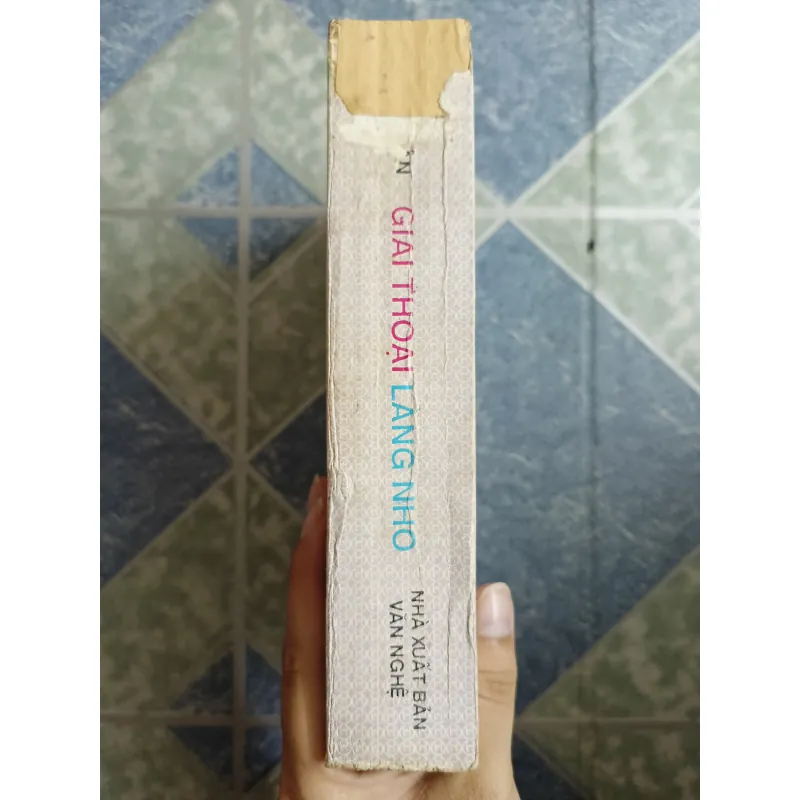 GIAI THOẠI LÀNG NHO
NHÀ XUẤT BẢN
VĂN NGHỆ